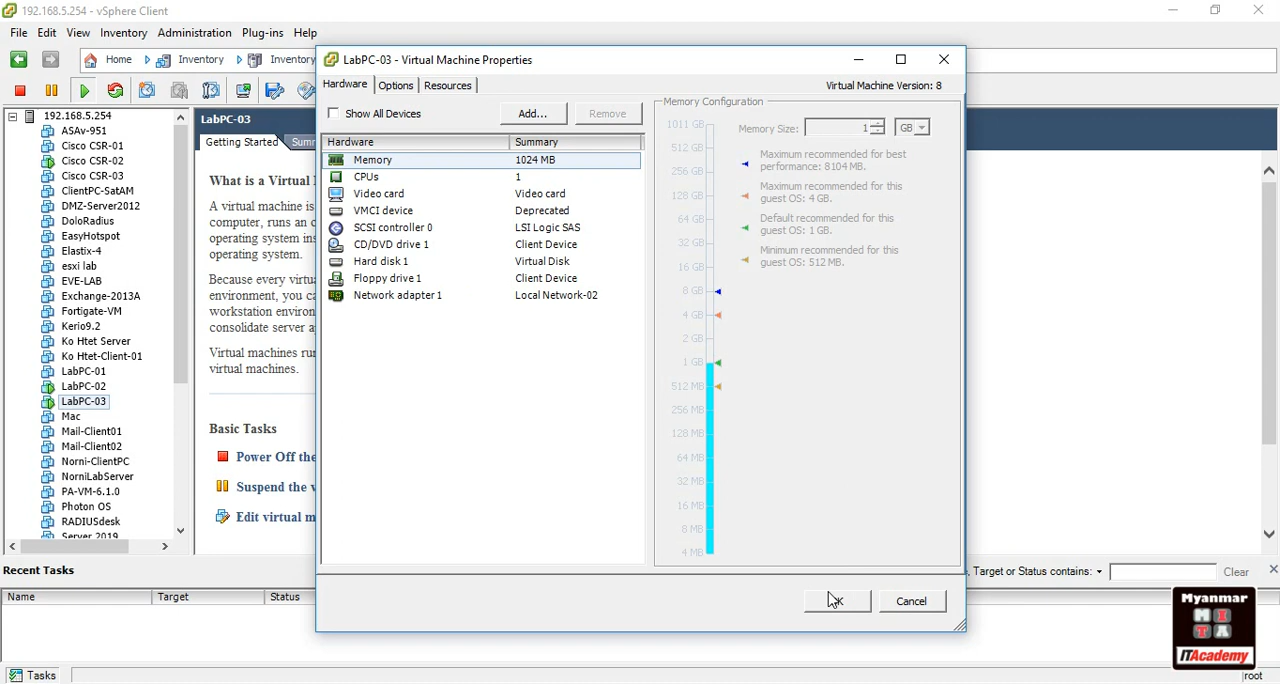 192.168.5.254 - vSphere Client
File Edit View Inventory Administration Plug-ins Help
Home Inventory Inventory
192.168.5.254
ASAv-951
Cisco CSR-01
Cisco CSR-02
Cisco CSR-03
ClientPC-SatAM
DMZ-Server2012
DoloRadius
EasyHotspot
Elastix-4
esxi lab
EVE-LAB
Exchange-2013A
Fortigate-VM
Kerio9.2
Ko Htet Server
Ko Htet-Client-01
LabPC-01
LabPC-02
LabPC-03
Mac
Mail-Client01
Mail-Client02
Norni-ClientPC
NorniLabServer
PA-VM-6.1.0
Photon OS
RADIUSdesk
Server 2019
LabPC-03
Getting Started Summ
What is a Virtual
A virtual machine is
computer, runs an o
operating system ins
operating system.
Because every virtu
environment, you ca
workstation environ
consolidate server a
Virtual machines run
virtual machines.
Basic Tasks
Power Off the
Suspend the v
Edit virtual m
LabPC-03 - Virtual Machine Properties
Hardware Options Resources
Virtual Machine Version: 8
Show All Devices Add... Remove
Hardware Summary
Memory 1024 MB
CPUs 1
Video card Video card
VMCI device Deprecated
SCSI controller 0 LSI Logic SAS
CD/DVD drive 1 Client Device
Hard disk 1 Virtual Disk
Floppy drive 1 Client Device
Network adapter 1 Local Network-02
Memory Configuration
1011 GB
512 GB
256 GB
128 GB
64 GB
32 GB
16 GB
8 GB
4 GB
2 GB
1 GB
512 MB
256 MB
128 MB
64 MB
32 MB
16 MB
8 MB
4 MB
Memory Size: 1 GB
Maximum recommended for best
performance: 8104 MB.
Maximum recommended for this
guest OS: 4 GB.
Default recommended for this
guest OS: 1 GB.
Minimum recommended for this
guest OS: 512 MB.
Cancel
Recent Tasks
, Target or Status contains: Clear
Name Target Status
Tasks
root
Myanmar
M I
T A
ITAcademy